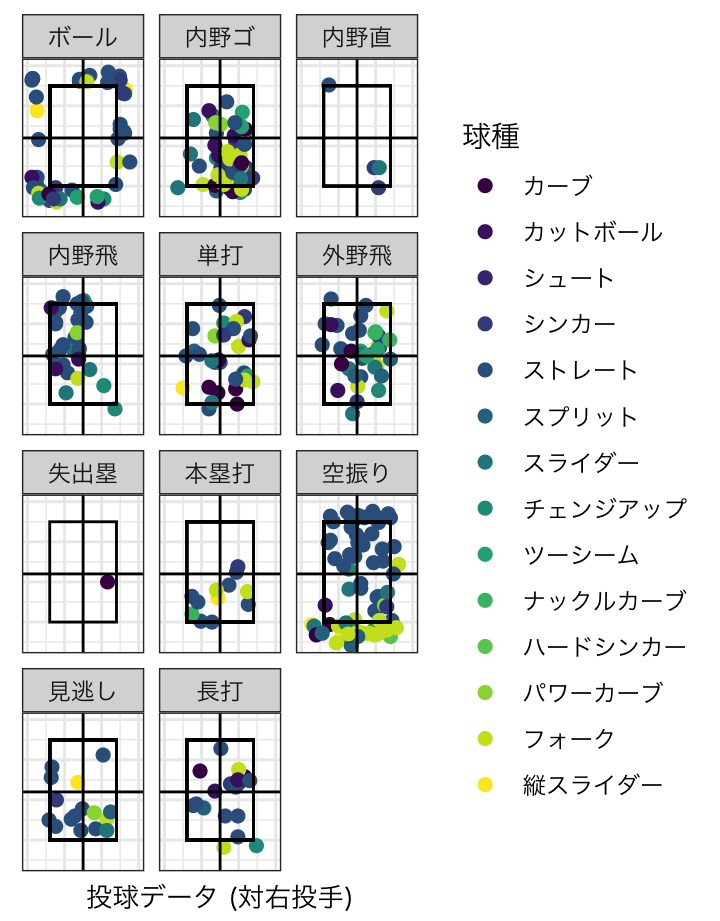 ボール
内野ゴ
内野直
内野飛
単打
外野飛
失出塁
本塁打
空振り
見逃し
長打
球種
カーブ
カットボール
シュート
シンカー
ストレート
スプリット
スライダー
チェンジアップ
ツーシーム
ナックルカーブ
ハードシンカー
パワーカーブ
フォーク
縦スライダー
投球データ (対右投手)